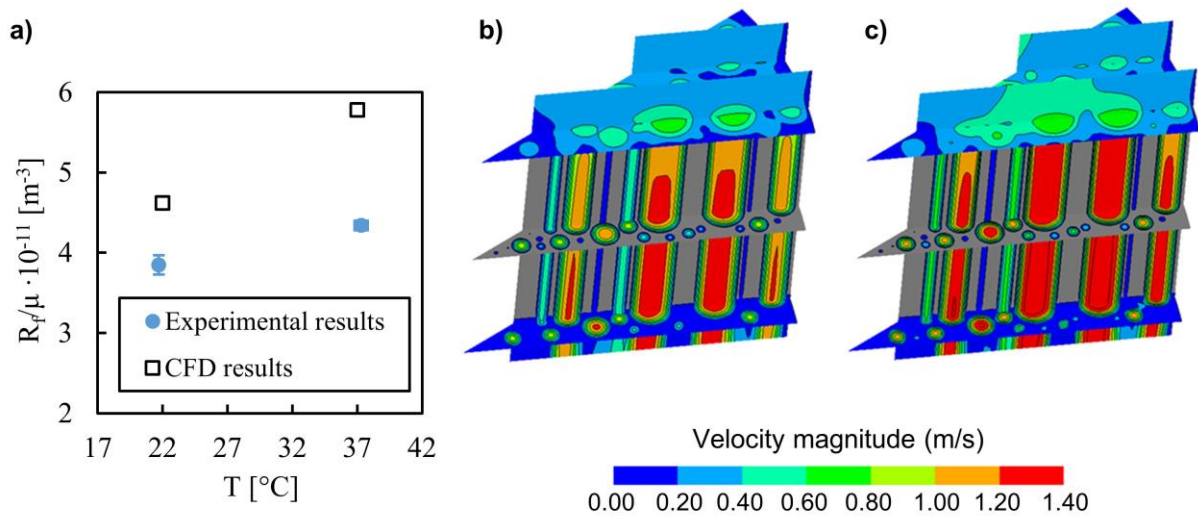 a)
b)
c)
R_f/μ ·10⁻¹¹ [m⁻³]
6
5
4
3
2
Experimental results
CFD results
17 22 27 32 37 42
T [°C]
Velocity magnitude (m/s)
0.00 0.20 0.40 0.60 0.80 1.00 1.20 1.40